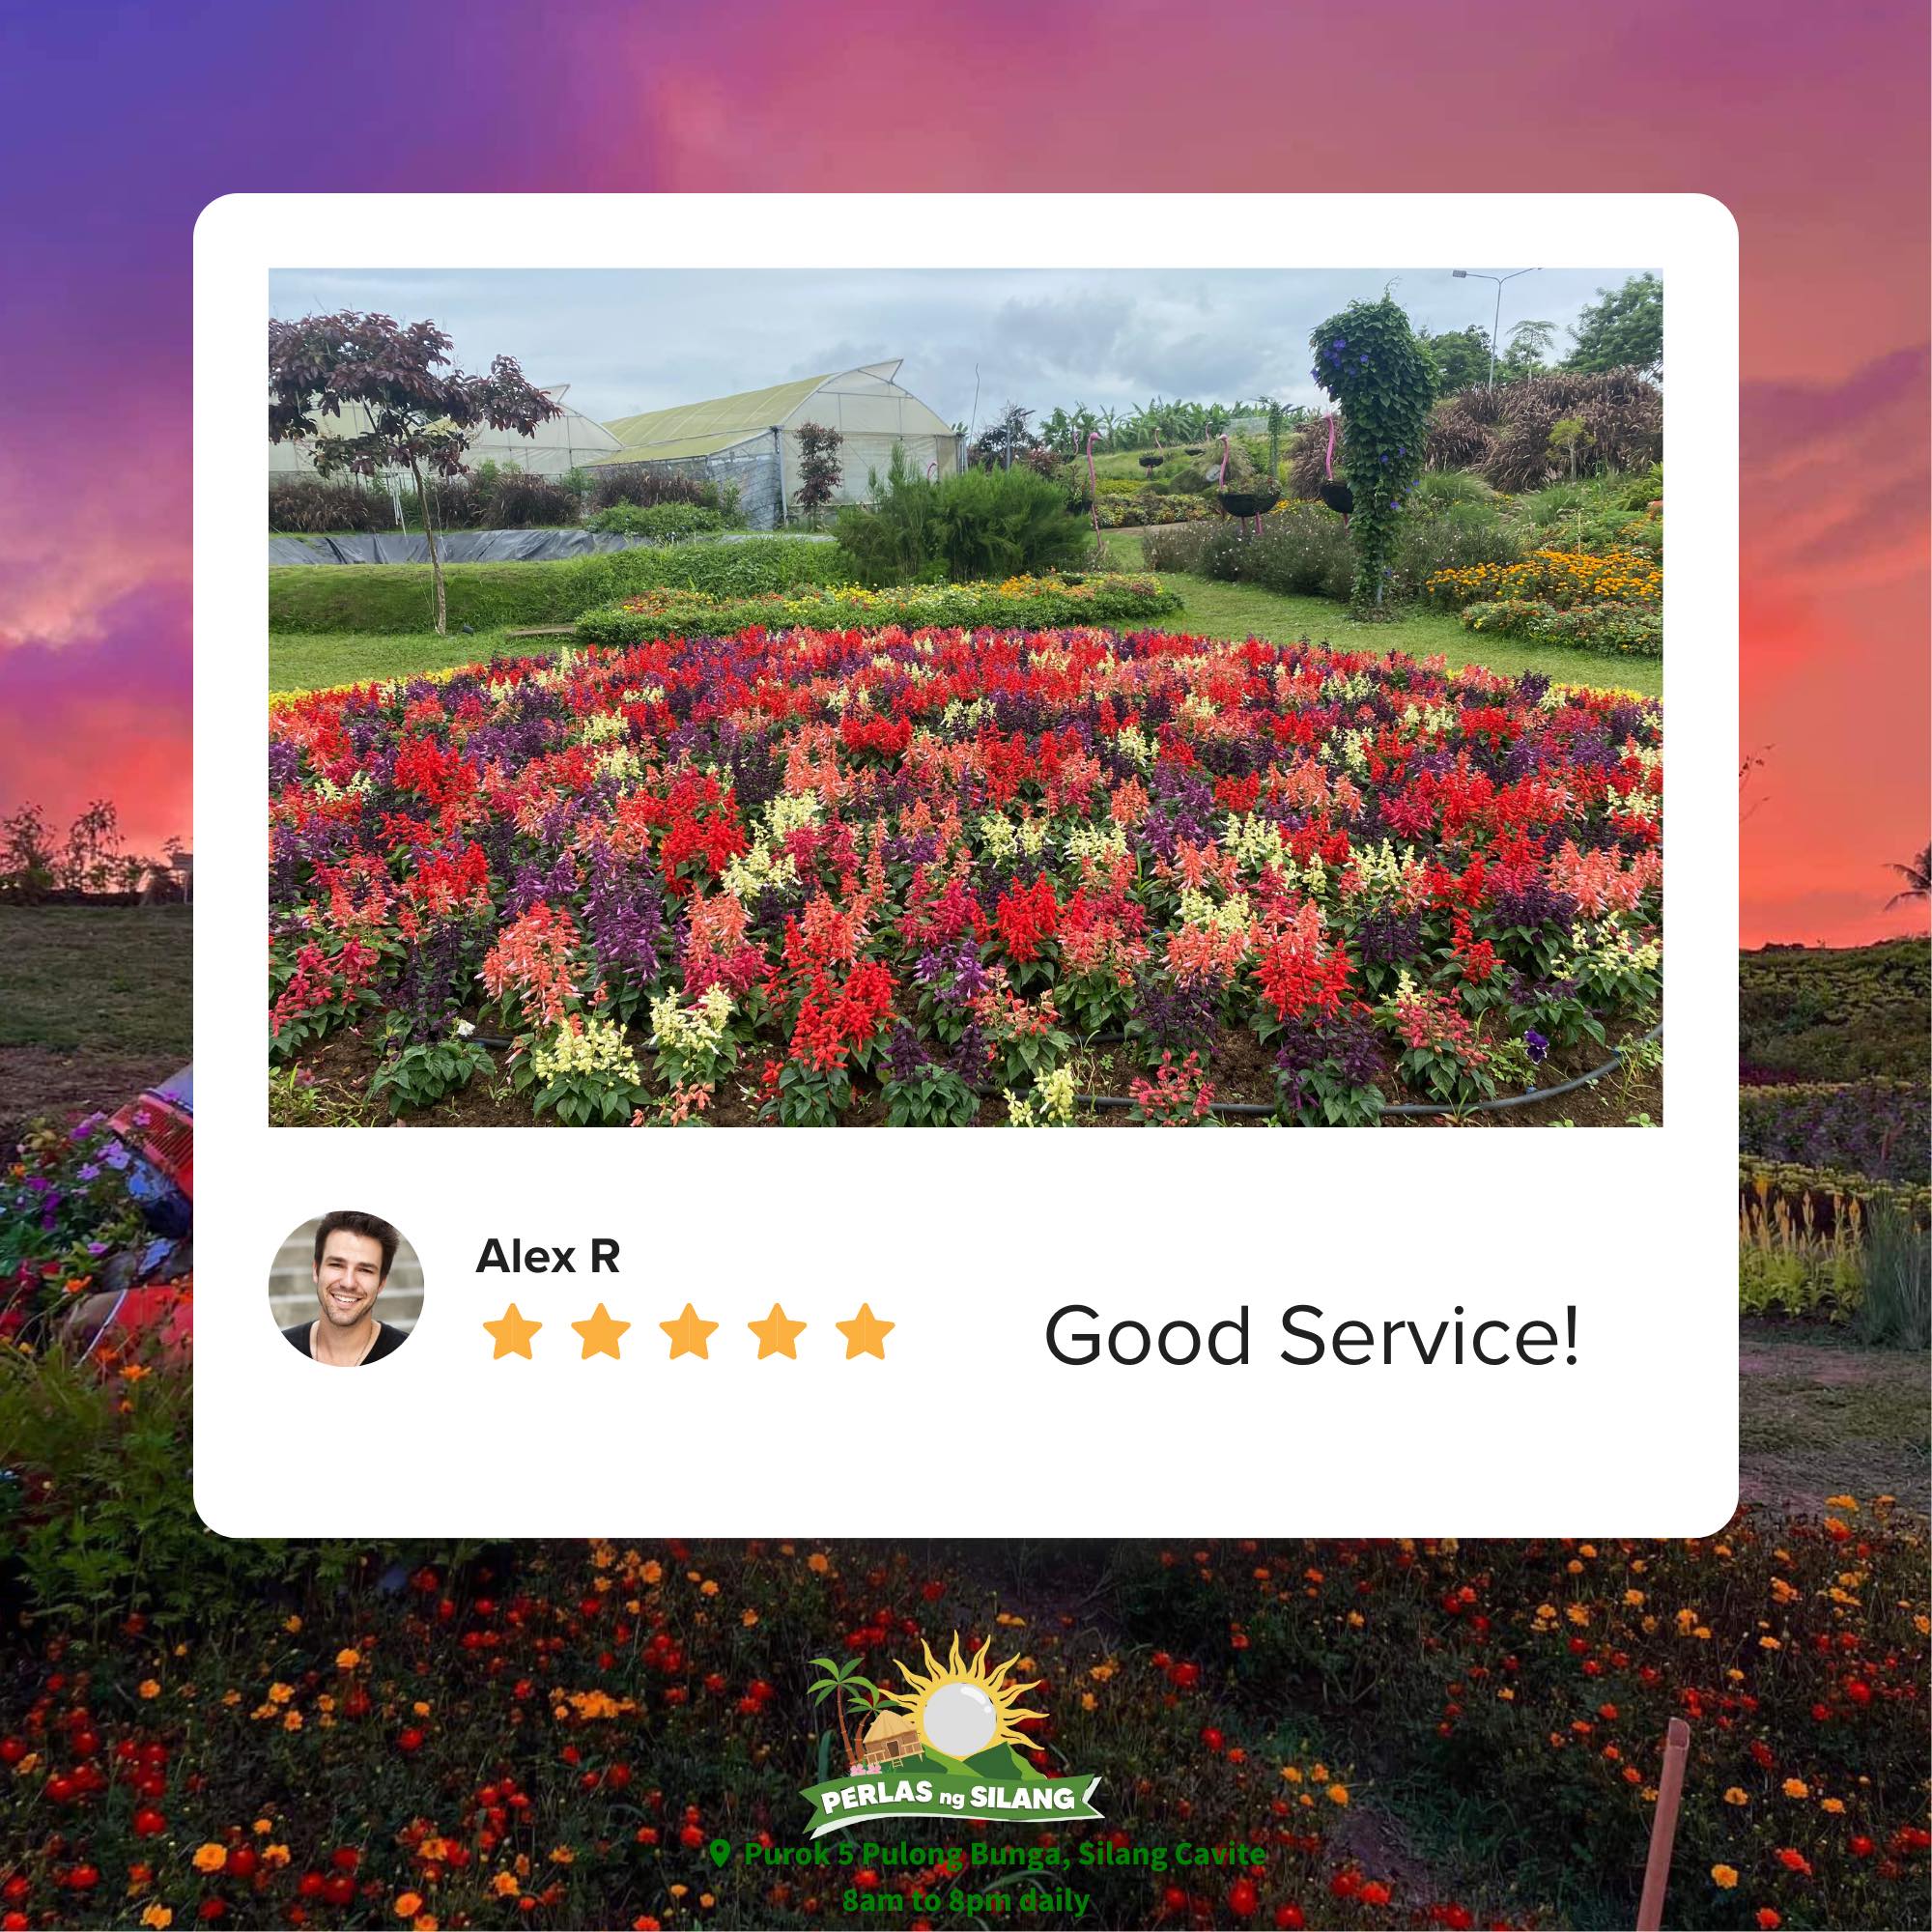 Alex R
Good Service!
PERLAS ng SILANG
Purok 5 Pulong Bunga, Silang Cavite
8am to 8pm daily